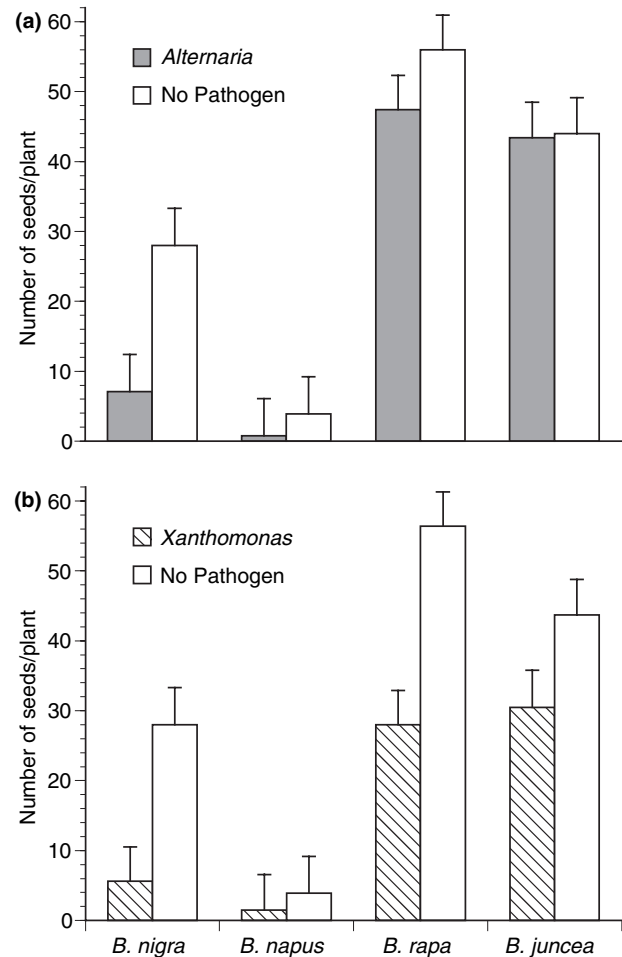 (a)
Alternaria
No Pathogen
Number of seeds/plant
60
50
40
30
20
10
0
(b)
Xanthomonas
No Pathogen
Number of seeds/plant
60
50
40
30
20
10
0
B. nigra B. napus B. rapa B. juncea